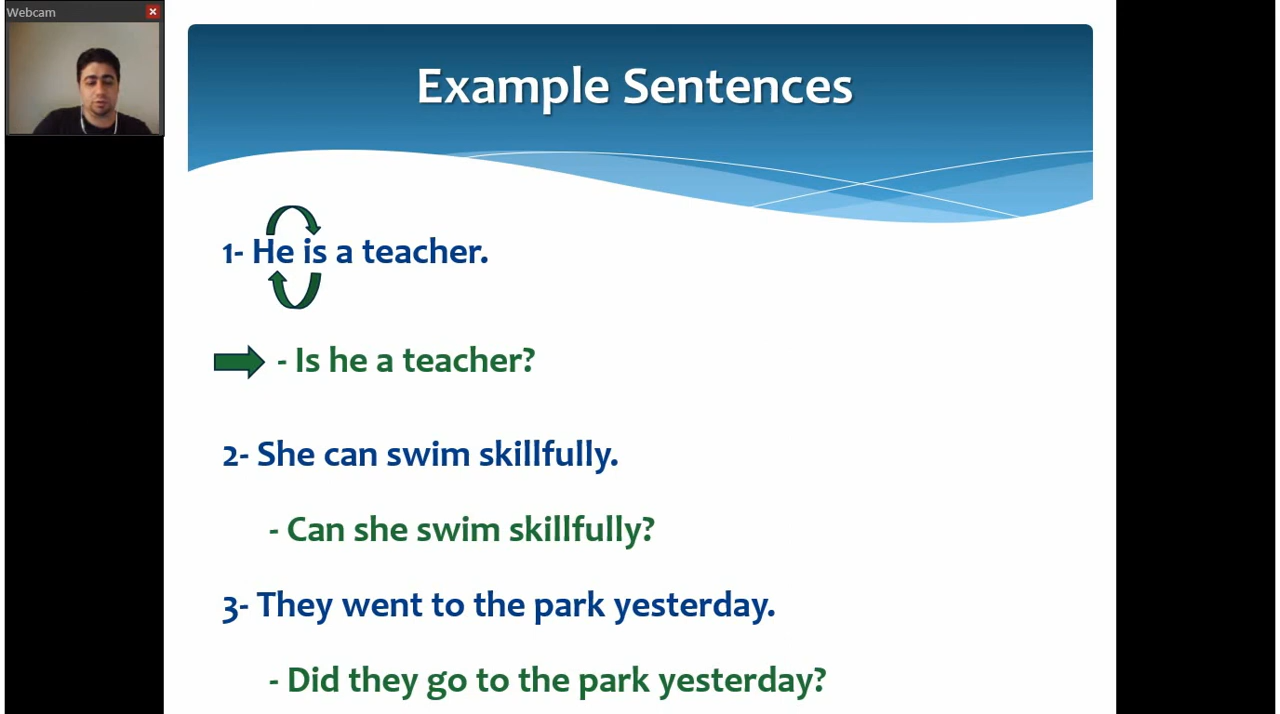 Webcam
Example Sentences
1- He is a teacher.
- Is he a teacher?
2- She can swim skillfully.
- Can she swim skillfully?
3- They went to the park yesterday.
- Did they go to the park yesterday?